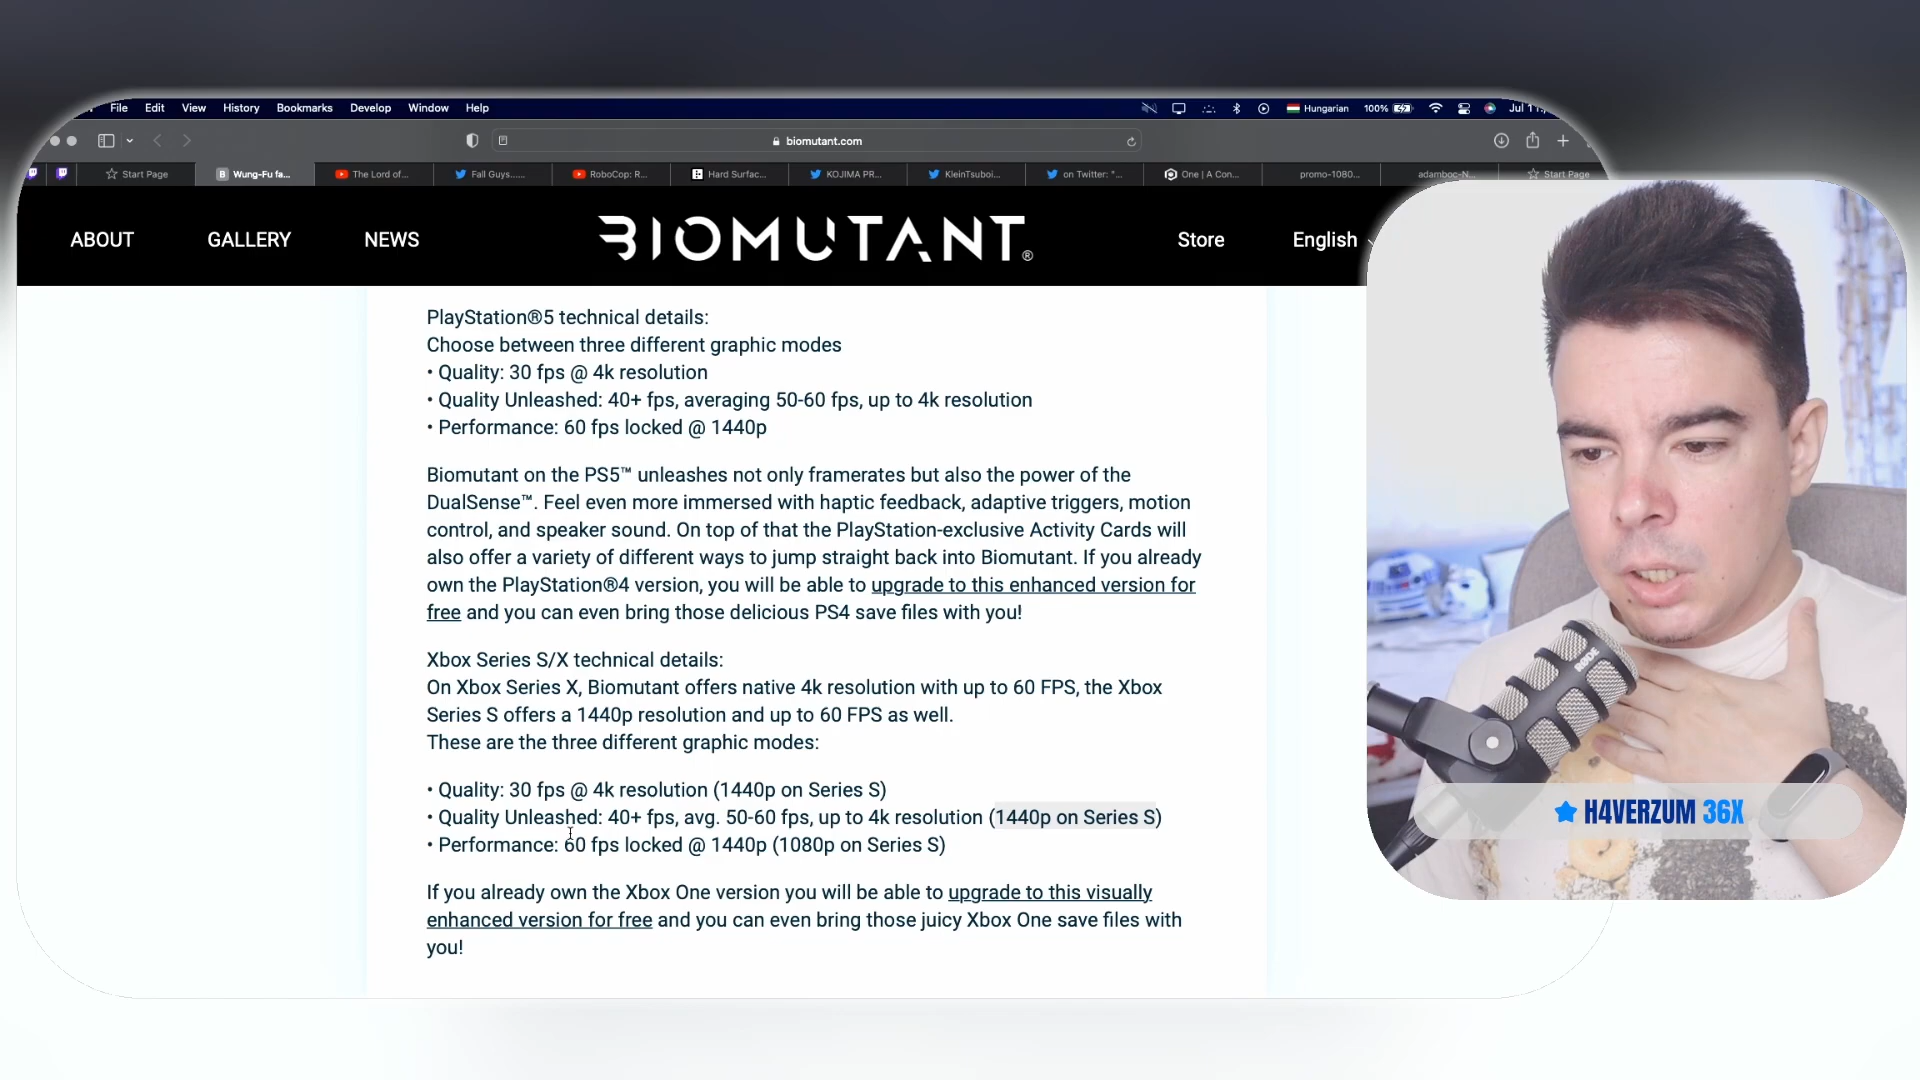 File Edit View History Bookmarks Develop Window Help Hungarian 100%
biomutant.com
Start Page Wung-Fu fa... The Lord of... Fall Guys...... RoboCop: R... Hard Surfac... KOJIMA PR... KleinTsuboi... on Twitter: "... One | A Con... promo-1080... Start Page
ABOUT GALLERY NEWS BIOMUTANT® Store English
PlayStation®5 technical details:
Choose between three different graphic modes
• Quality: 30 fps @ 4k resolution
• Quality Unleashed: 40+ fps, averaging 50-60 fps, up to 4k resolution
• Performance: 60 fps locked @ 1440p
Biomutant on the PS5™ unleashes not only framerates but also the power of the
DualSense™. Feel even more immersed with haptic feedback, adaptive triggers, motion
control, and speaker sound. On top of that the PlayStation-exclusive Activity Cards will
also offer a variety of different ways to jump straight back into Biomutant. If you already
own the PlayStation®4 version, you will be able to upgrade to this enhanced version for
free and you can even bring those delicious PS4 save files with you!
Xbox Series S/X technical details:
On Xbox Series X, Biomutant offers native 4k resolution with up to 60 FPS, the Xbox
Series S offers a 1440p resolution and up to 60 FPS as well.
These are the three different graphic modes:
• Quality: 30 fps @ 4k resolution (1440p on Series S)
• Quality Unleashed: 40+ fps, avg. 50-60 fps, up to 4k resolution (1440p on Series S)
• Performance: 60 fps locked @ 1440p (1080p on Series S)
If you already own the Xbox One version you will be able to upgrade to this visually
enhanced version for free and you can even bring those juicy Xbox One save files with
you!
RØDE
H4VERZUM 36X